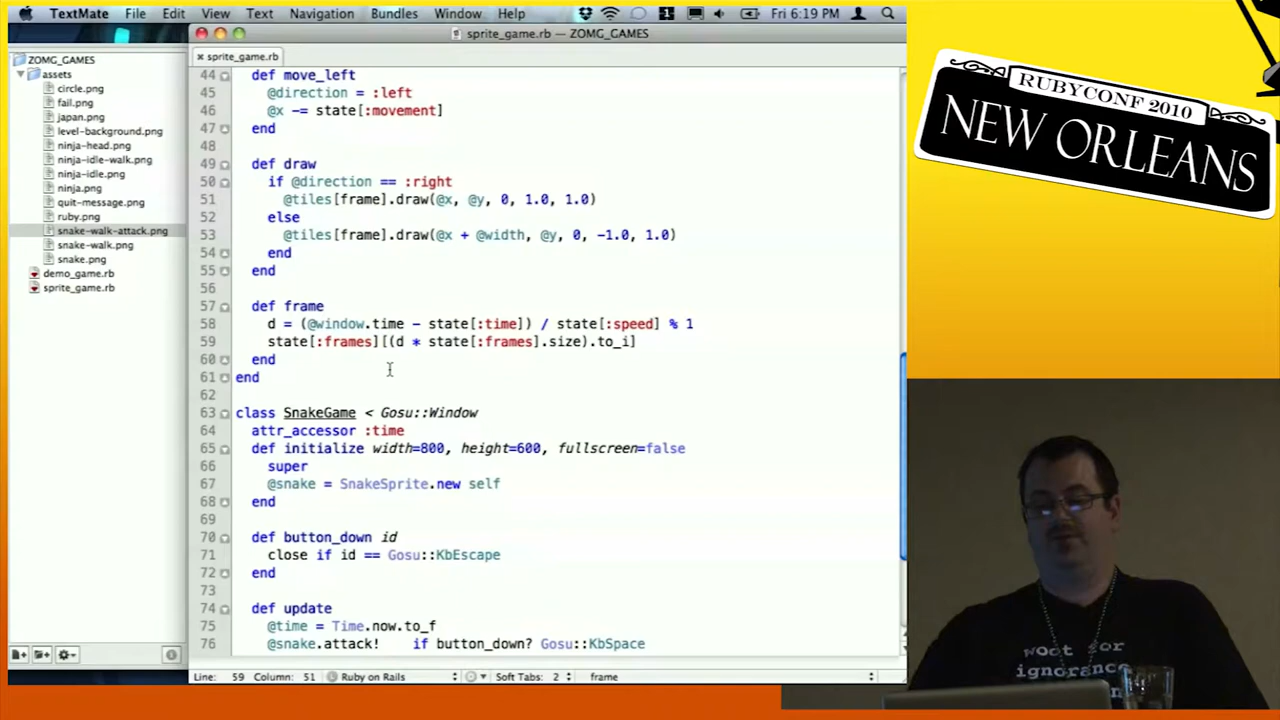 TextMate File Edit View Text Navigation Bundles Window Help
Fri 6:19 PM
sprite_game.rb — ZOMG_GAMES
sprite_game.rb
ZOMG_GAMES
assets
circle.png
fail.png
japan.png
level-background.png
ninja-head.png
ninja-idle-walk.png
ninja-idle.png
ninja.png
quit-message.png
ruby.png
snake-walk-attack.png
snake-walk.png
snake.png
demo_game.rb
sprite_game.rb
44 def move_left
45 @direction = :left
46 @x -= state[:movement]
47 end
48
49 def draw
50 if @direction == :right
51 @tiles[frame].draw(@x, @y, 0, 1.0, 1.0)
52 else
53 @tiles[frame].draw(@x + @width, @y, 0, -1.0, 1.0)
54 end
55 end
56
57 def frame
58 d = (@window.time - state[:time]) / state[:speed] % 1
59 state[:frames][(d * state[:frames].size).to_i]
60 end
61 end
62
63 class SnakeGame < Gosu::Window
64 attr_accessor :time
65 def initialize width=800, height=600, fullscreen=false
66 super
67 @snake = SnakeSprite.new self
68 end
69
70 def button_down id
71 close if id == Gosu::KbEscape
72 end
73
74 def update
75 @time = Time.now.to_f
76 @snake.attack! if button_down? Gosu::KbSpace
Line: 59 Column: 51 Ruby on Rails Soft Tabs: 2 frame
RUBYCONF 2010
NEW ORLEANS
w00t for
ignorance